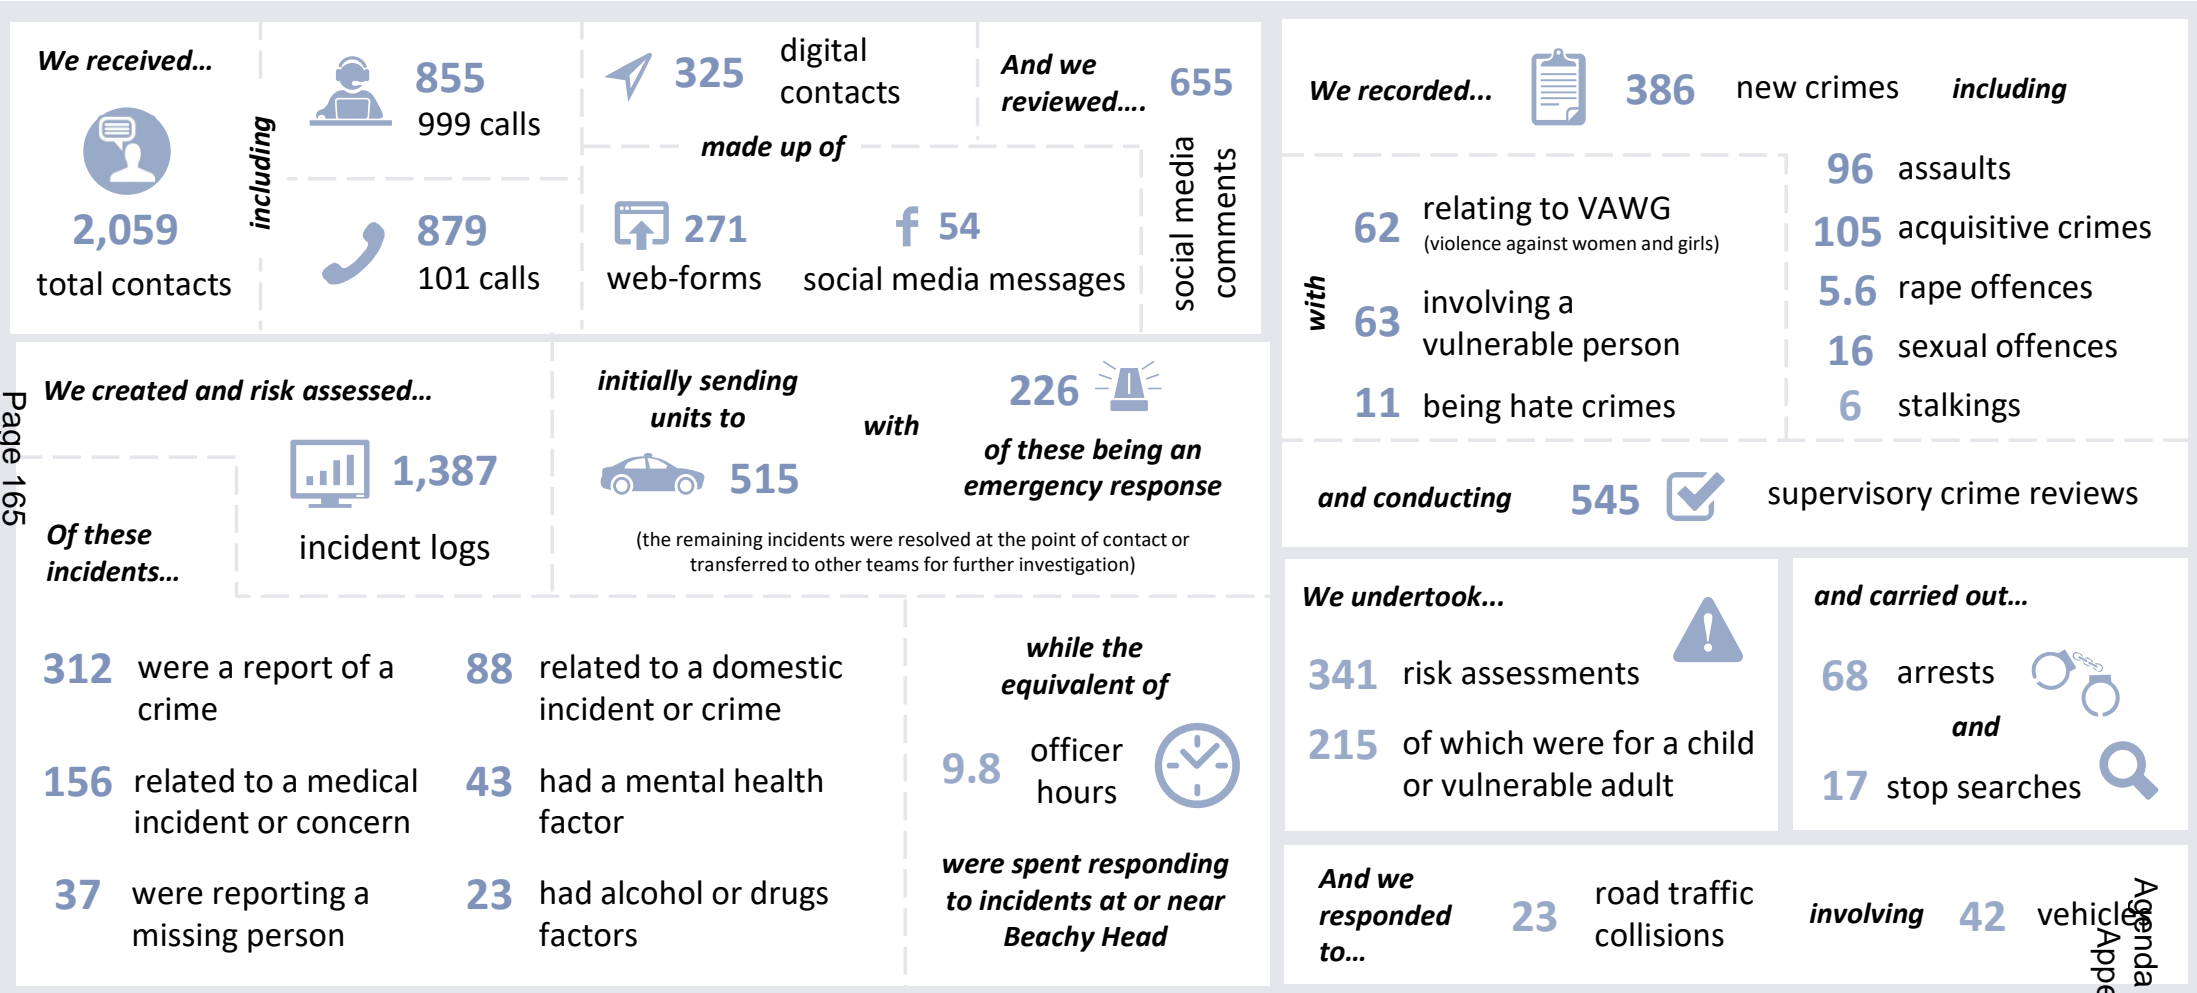 We received...
2,059
total contacts
including
855
999 calls
879
101 calls
325
digital
contacts
made up of
271
web-forms
54
social media messages
And we
reviewed....
655
social media
comments
We created and risk assessed...
1,387
incident logs
initially sending
units to
515
with
226
of these being an
emergency response
(the remaining incidents were resolved at the point of contact or
transferred to other teams for further investigation)
Of these
incidents...
312
were a report of a
crime
88
related to a domestic
incident or crime
156
related to a medical
incident or concern
43
had a mental health
factor
37
were reporting a
missing person
23
had alcohol or drugs
factors
while the
equivalent of
9.8
officer
hours
were spent responding
to incidents at or near
Beachy Head
We recorded...
386
new crimes
including
96
assaults
105
acquisitive crimes
5.6
rape offences
16
sexual offences
6
stalkings
with
62
relating to VAWG
(violence against women and girls)
63
involving a
vulnerable person
11
being hate crimes
and conducting
545
supervisory crime reviews
We undertook...
341
risk assessments
215
of which were for a child
or vulnerable adult
and carried out...
68
arrests
and
17
stop searches
And we
responded
to...
23
road traffic
collisions
involving
42
Page 165
Agenda